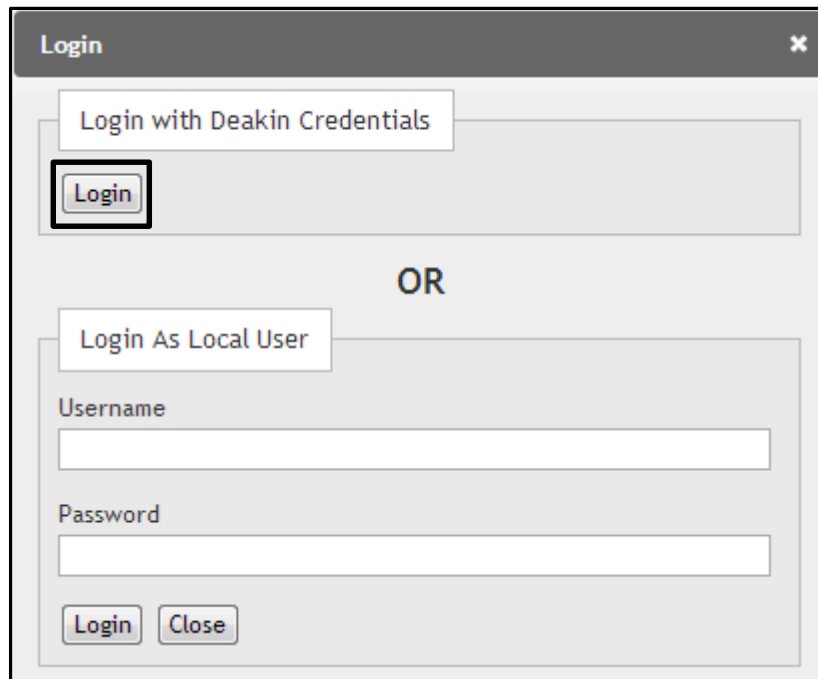 Login
Login with Deakin Credentials
Login
OR
Login As Local User
Username
Password
Login Close